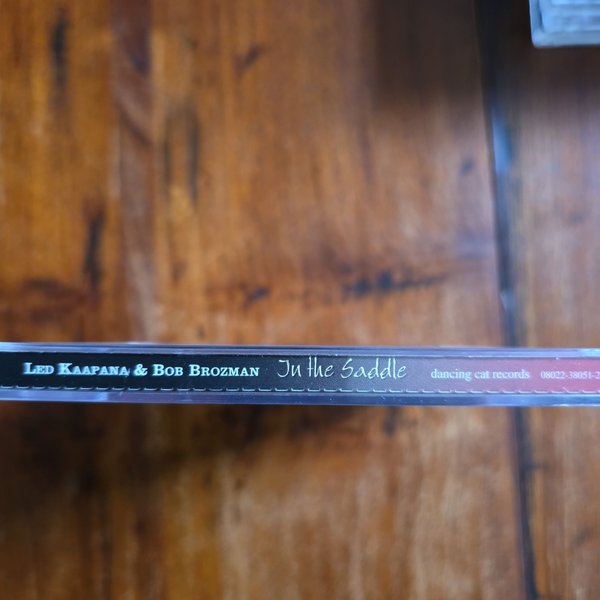 LED KAAPANA & BOB BROZMAN In the Saddle dancing cat records 08022-38051-2